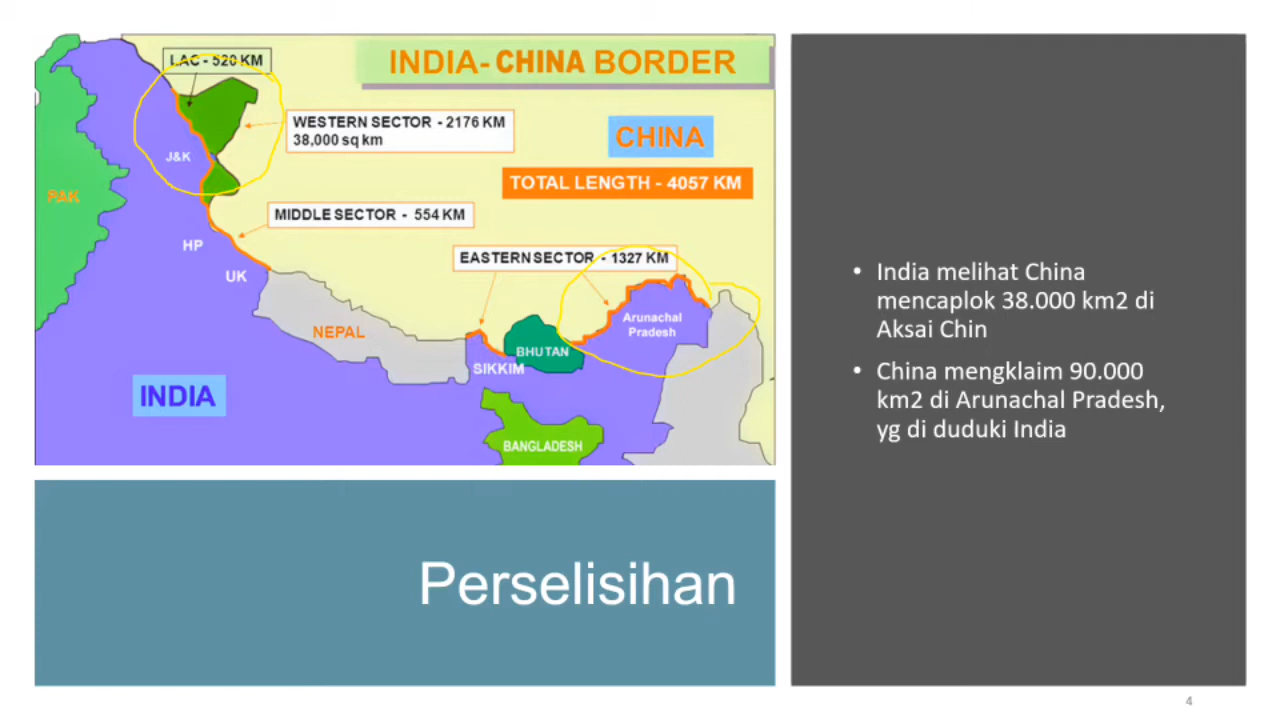 LAC - 520 KM
INDIA- CHINA BORDER
WESTERN SECTOR - 2176 KM
38,000 sq km
CHINA
J&K
TOTAL LENGTH - 4057 KM
PAK
MIDDLE SECTOR - 554 KM
HP
EASTERN SECTOR - 1327 KM
UK
Arunachal
Pradesh
NEPAL
BHUTAN
SIKKIM
INDIA
BANGLADESH
Perselisihan
• India melihat China
mencaplok 38.000 km2 di
Aksai Chin
• China mengklaim 90.000
km2 di Arunachal Pradesh,
yg di duduki India
4